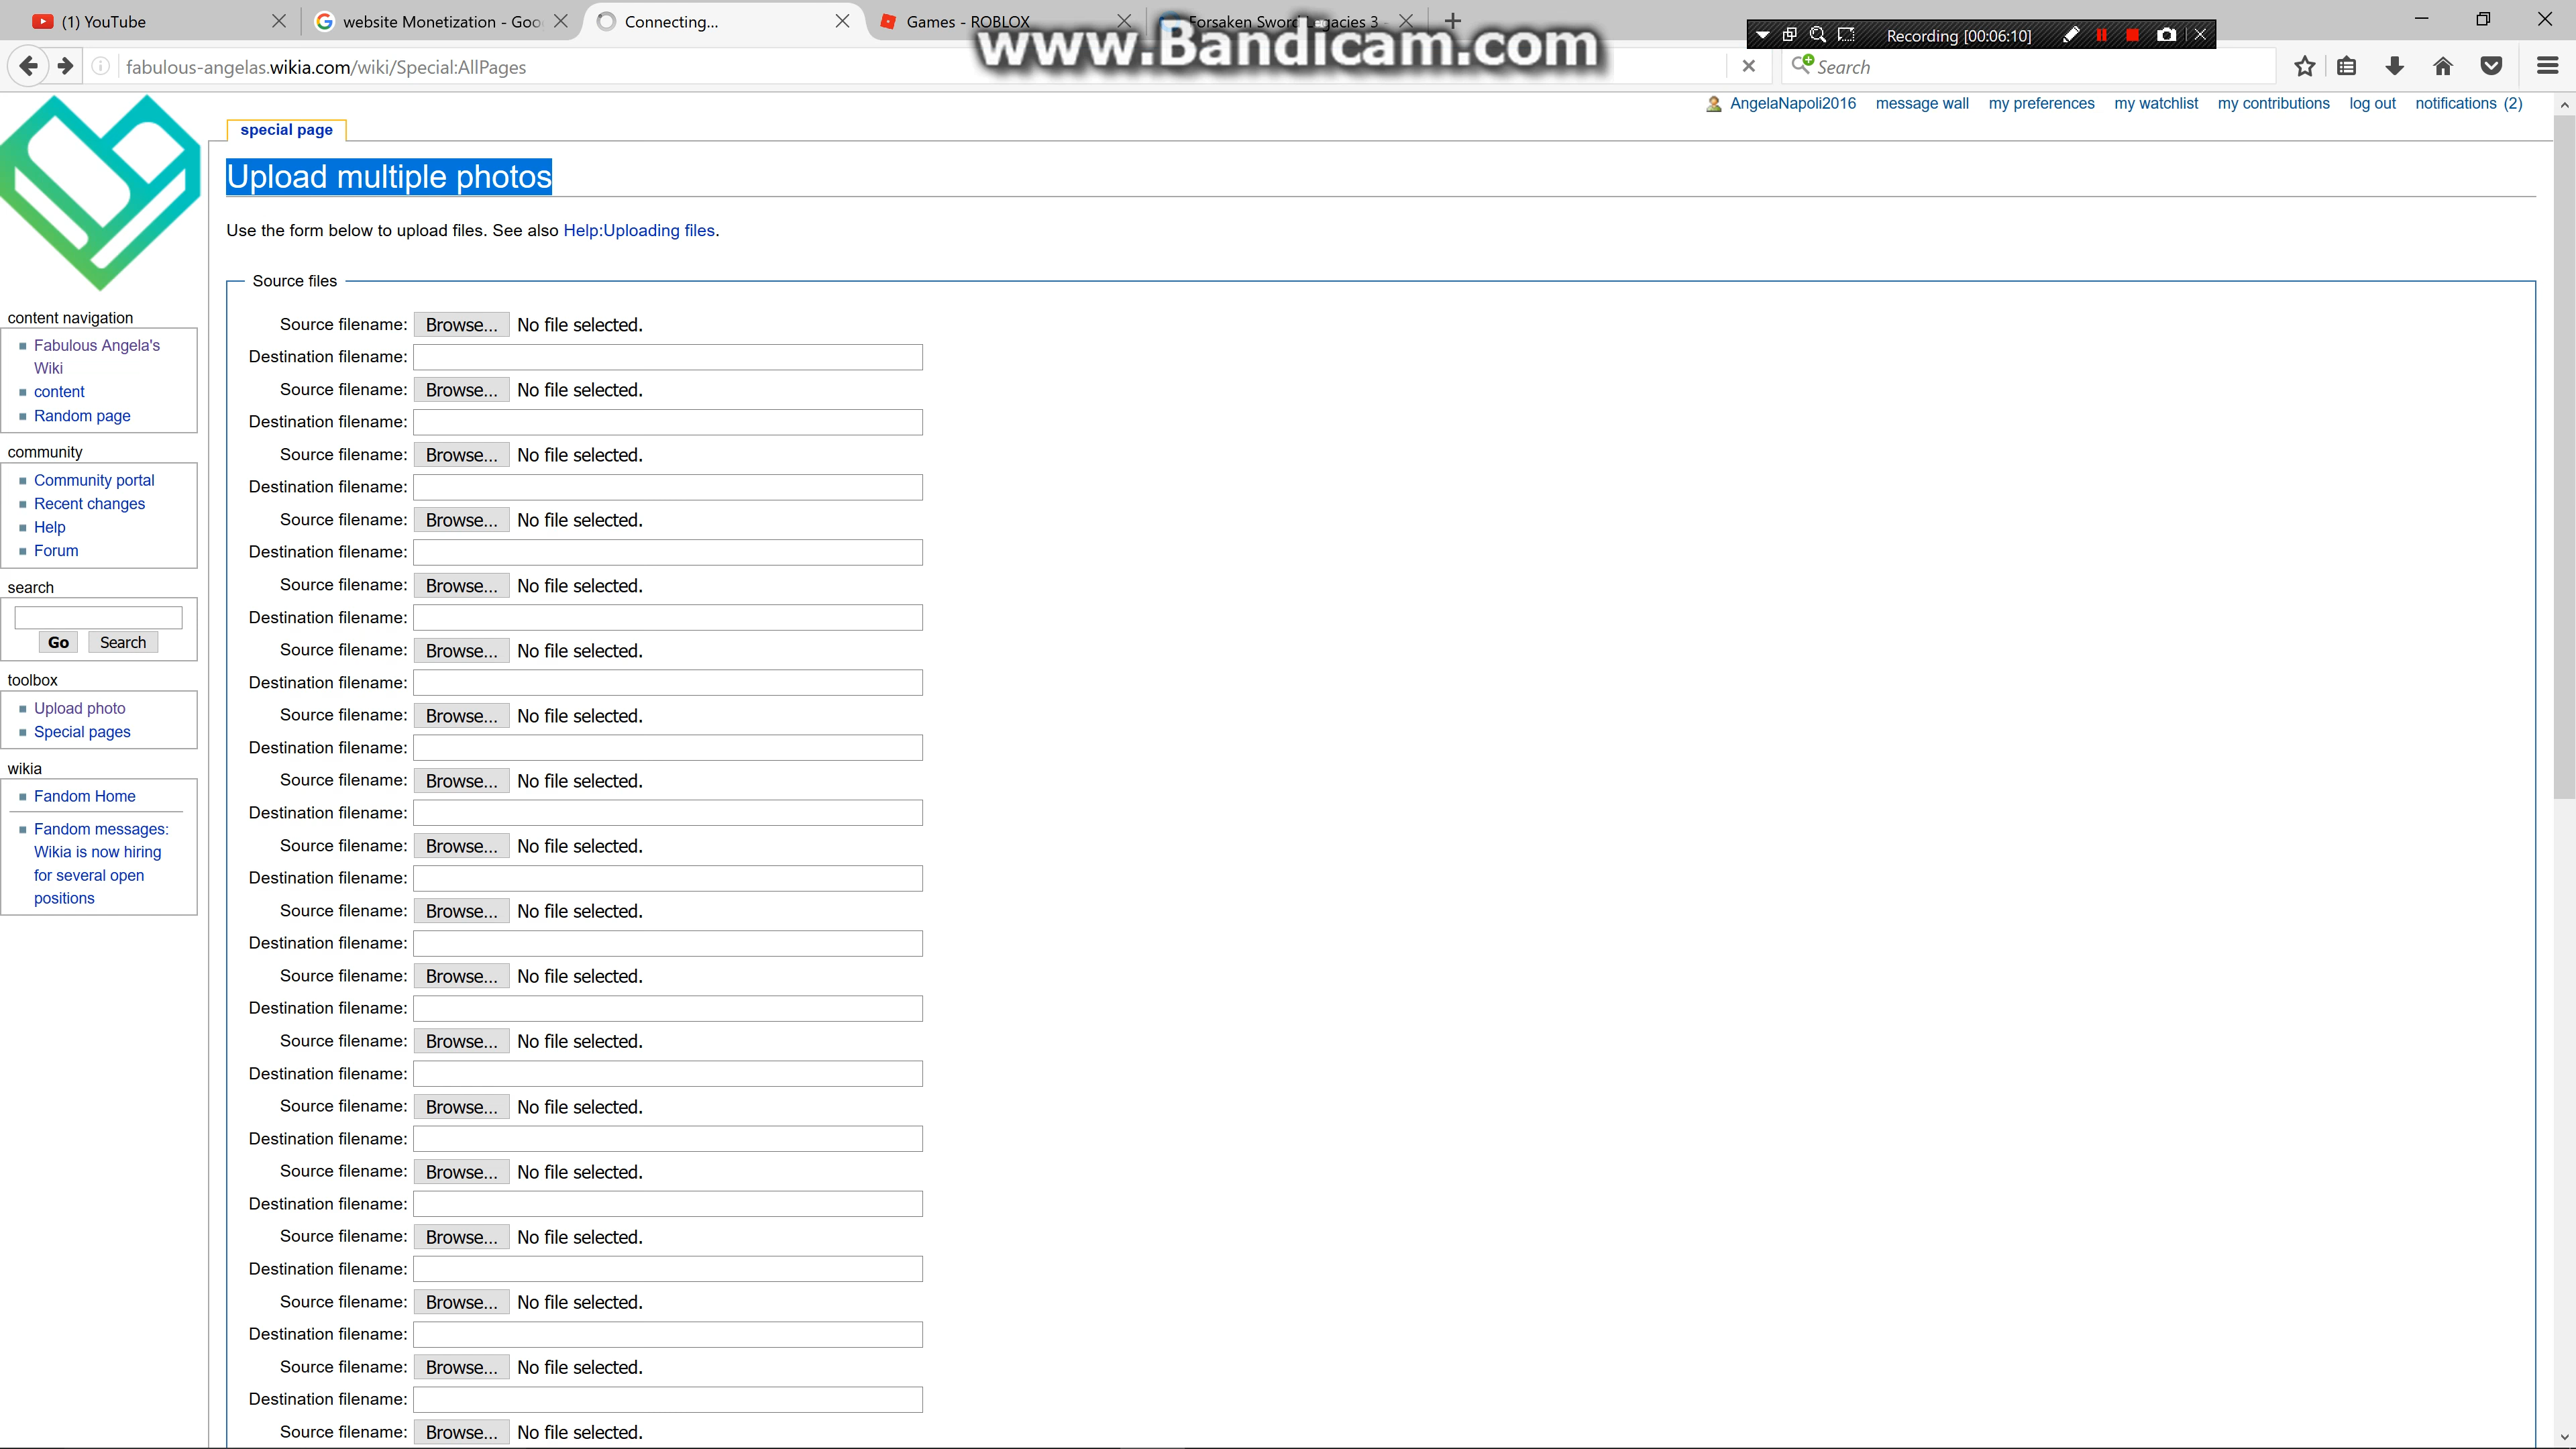 (1) YouTube
website Monetization - Goo
Connecting...
Games - ROBLOX
Forsaken Sword Legacies 3 -
www.Bandicam.com
Recording [00:06:10]
fabulous-angelas.wikia.com/wiki/Special:AllPages
Search
AngelaNapoli2016 message wall my preferences my watchlist my contributions log out notifications (2)
special page
Upload multiple photos
Use the form below to upload files. See also Help:Uploading files.
content navigation
Fabulous Angela's
Wiki
content
Random page
community
Community portal
Recent changes
Help
Forum
search
Go Search
toolbox
Upload photo
Special pages
wikia
Fandom Home
Fandom messages:
Wikia is now hiring
for several open
positions
Source files
Source filename: Browse... No file selected.
Destination filename:
Source filename: Browse... No file selected.
Destination filename:
Source filename: Browse... No file selected.
Destination filename:
Source filename: Browse... No file selected.
Destination filename:
Source filename: Browse... No file selected.
Destination filename:
Source filename: Browse... No file selected.
Destination filename:
Source filename: Browse... No file selected.
Destination filename:
Source filename: Browse... No file selected.
Destination filename:
Source filename: Browse... No file selected.
Destination filename:
Source filename: Browse... No file selected.
Destination filename:
Source filename: Browse... No file selected.
Destination filename:
Source filename: Browse... No file selected.
Destination filename:
Source filename: Browse... No file selected.
Destination filename:
Source filename: Browse... No file selected.
Destination filename:
Source filename: Browse... No file selected.
Destination filename:
Source filename: Browse... No file selected.
Destination filename:
Source filename: Browse... No file selected.
Destination filename:
Source filename: Browse... No file selected.